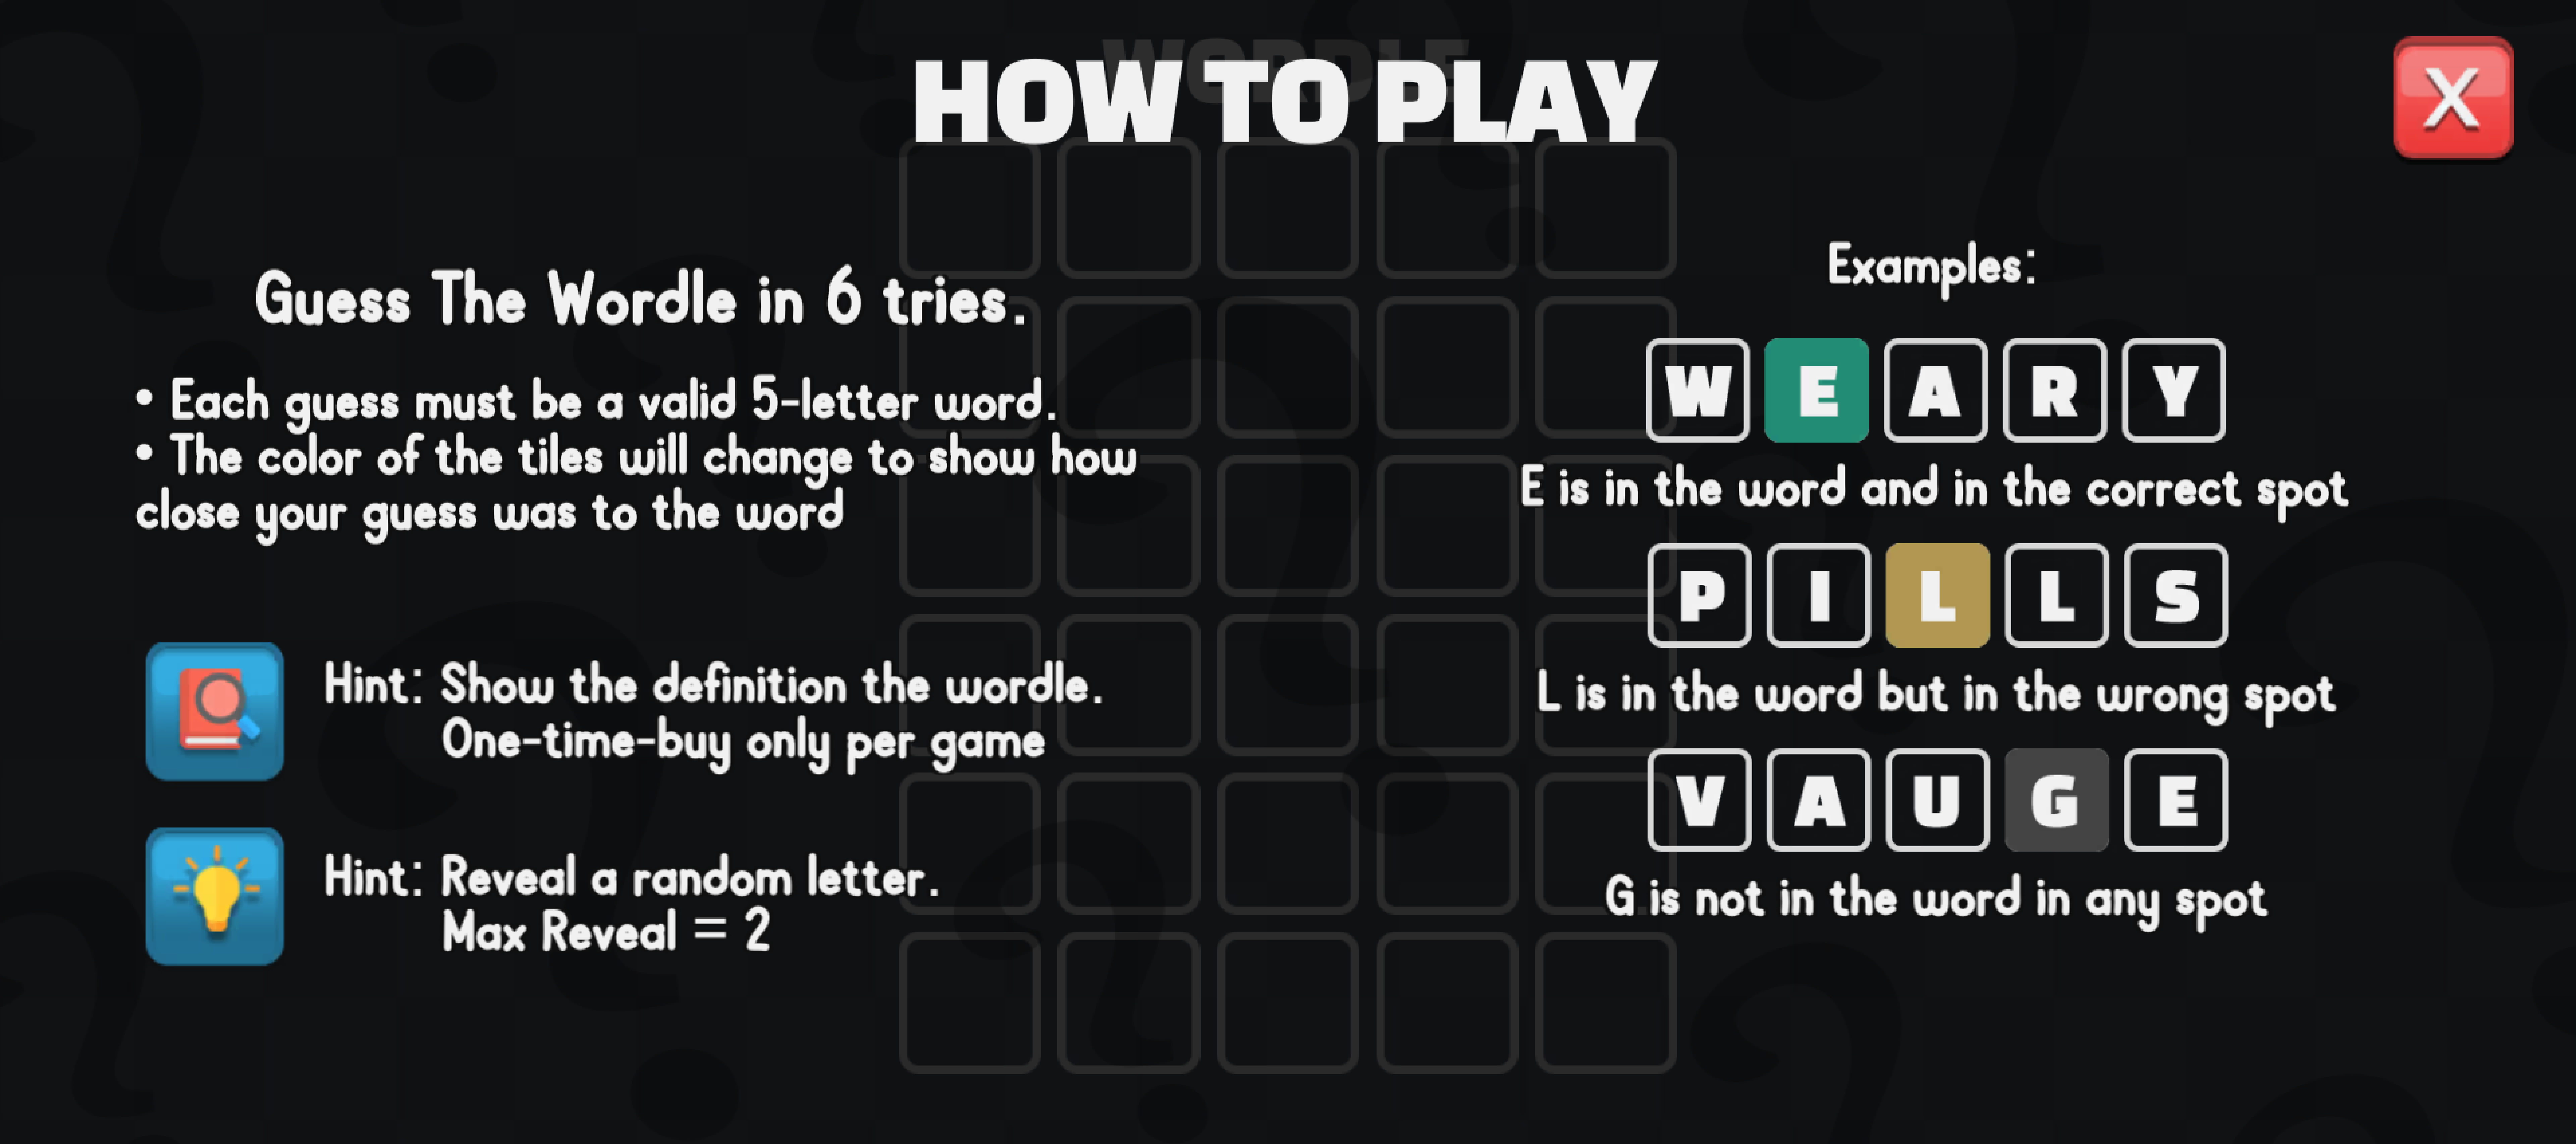 WORDLE
HOW TO PLAY
X
Guess The Wordle in 6 tries.
• Each guess must be a valid 5-letter word.
• The color of the tiles will change to show how
close your guess was to the word
Hint: Show the definition the wordle.
One-time-buy only per game
Hint: Reveal a random letter.
Max Reveal = 2
Examples:
W E A R Y
E is in the word and in the correct spot
P I L L S
L is in the word but in the wrong spot
V A U G E
G is not in the word in any spot